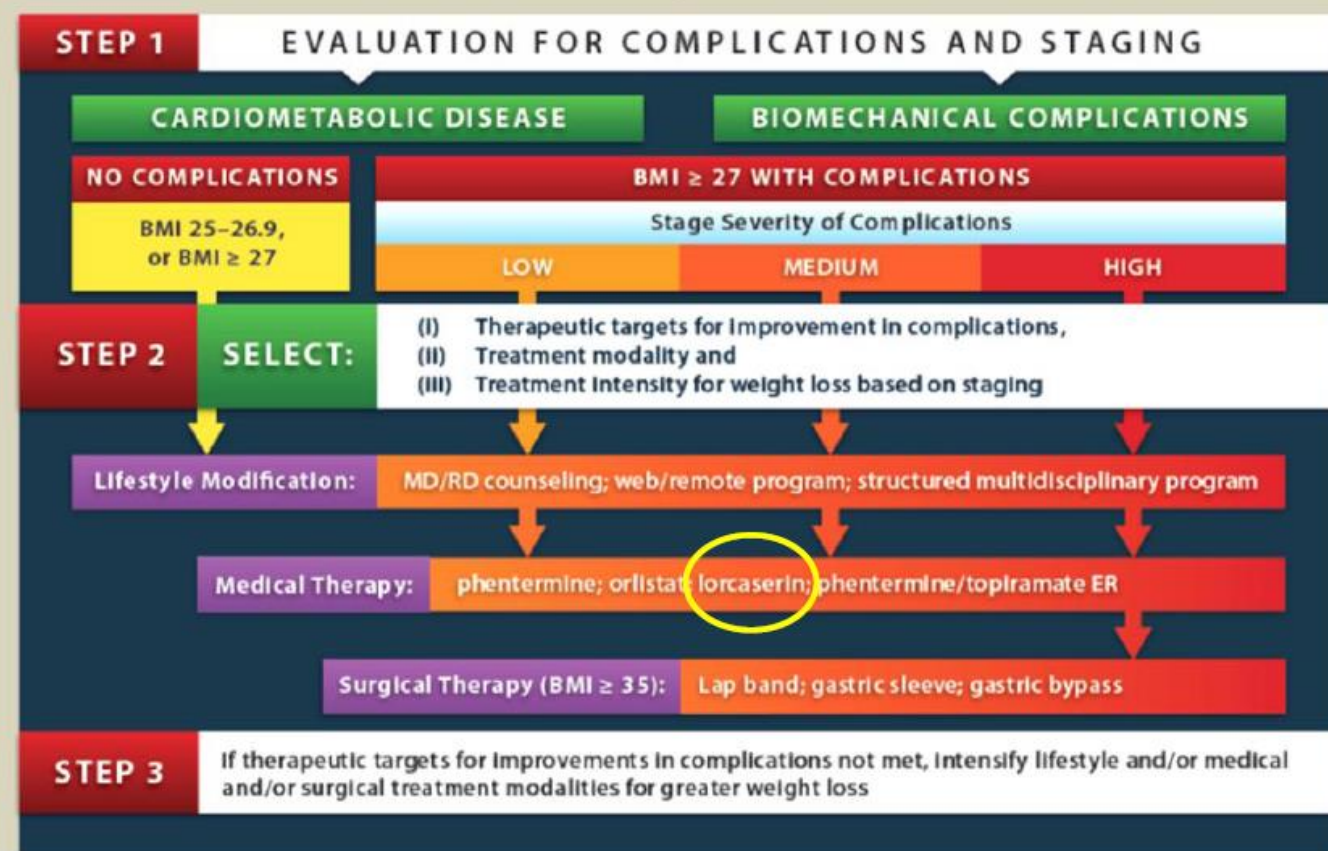 STEP 1
EVALUATION FOR COMPLICATIONS AND STAGING
CARDIOMETABOLIC DISEASE
BIOMECHANICAL COMPLICATIONS
NO COMPLICATIONS
BMI 25–26.9,
or BMI ≥ 27
BMI ≥ 27 WITH COMPLICATIONS
Stage Severity of Complications
LOW
MEDIUM
HIGH
STEP 2
SELECT:
(I) Therapeutic targets for Improvement in complications,
(II) Treatment modality and
(III) Treatment Intensity for weight loss based on staging
Lifestyle Modification:
MD/RD counseling; web/remote program; structured multidisciplinary program
Medical Therapy:
phentermine; orlistat; lorcaserin; phentermine/topiramate ER
Surgical Therapy (BMI ≥ 35):
Lap band; gastric sleeve; gastric bypass
STEP 3
If therapeutic targets for Improvements in complications not met, Intensify lifestyle and/or medical
and/or surgical treatment modalities for greater weight loss